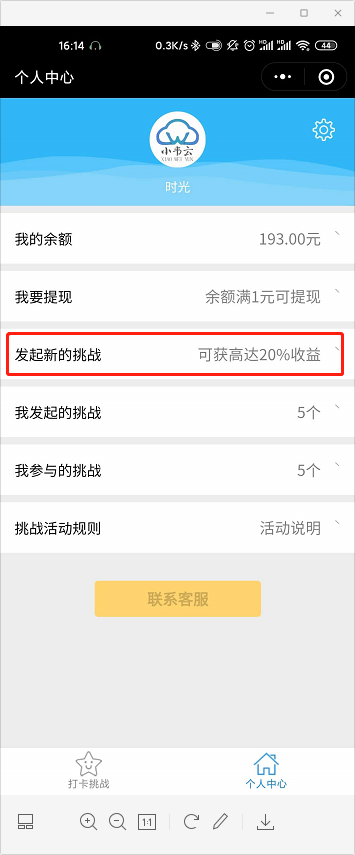 16:14 0.3K/s HD HD 44
个人中心
小韦云
XIAO WEI YUN
时光
我的余额 193.00元
我要提现 余额满1元可提现
发起新的挑战 可获高达20%收益
我发起的挑战 5个
我参与的挑战 5个
挑战活动规则 活动说明
联系客服
打卡挑战 个人中心
1:1